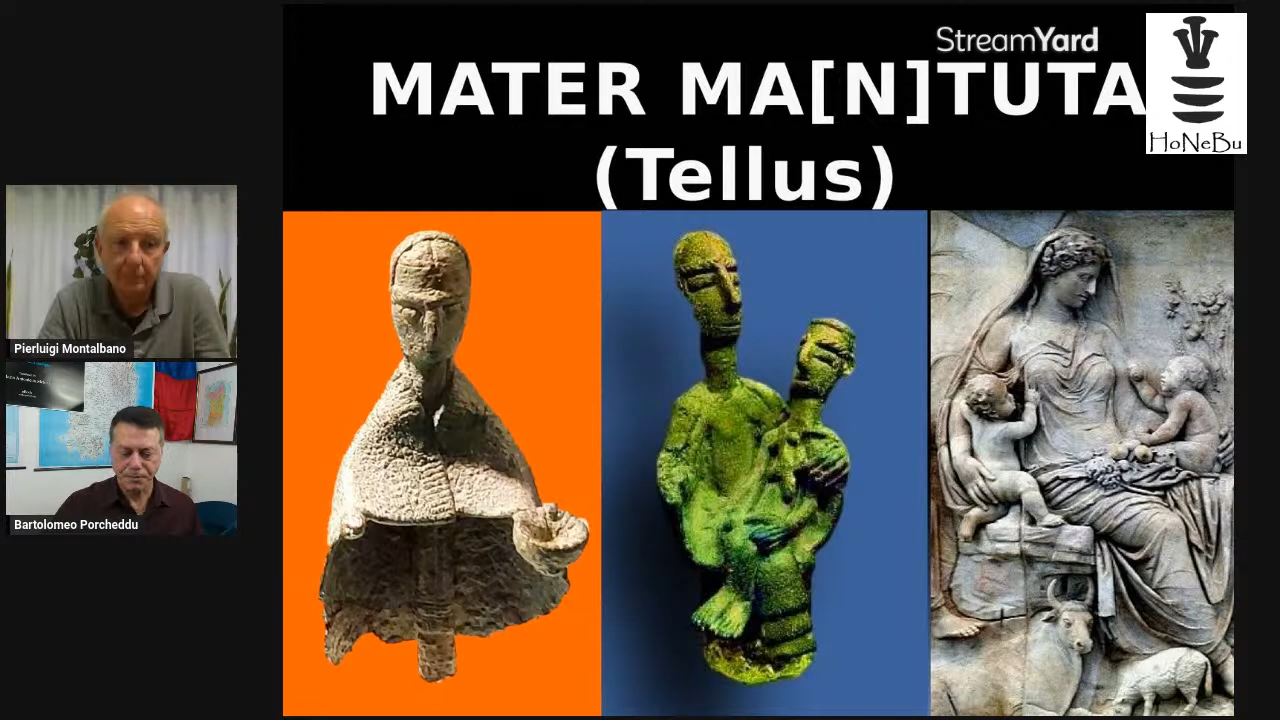 StreamYard
MATER MA[N]TUTA
(Tellus)
HoNeBu
Pierluigi Montalbano
Bartolomeo Porcheddu